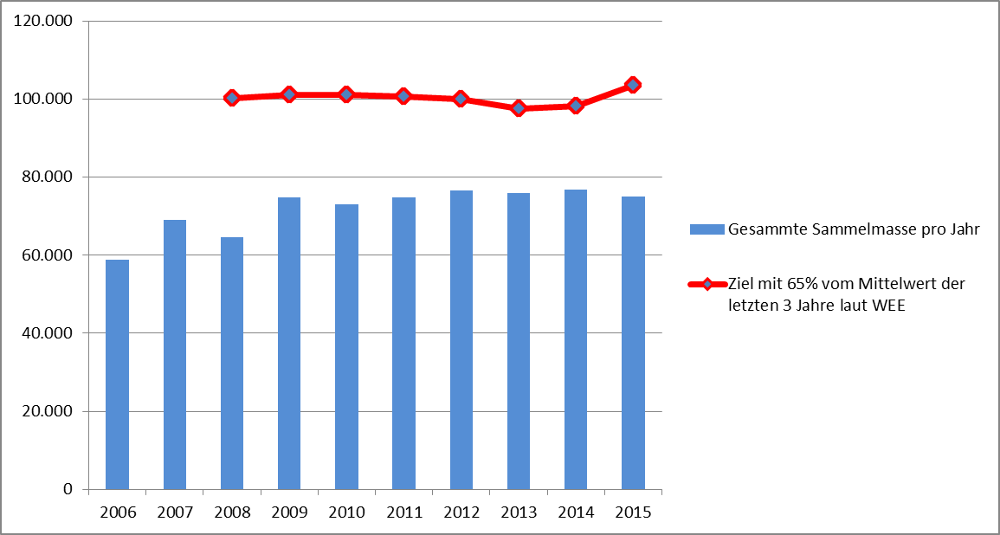 120.000
100.000
80.000
60.000
40.000
20.000
0
2006 2007 2008 2009 2010 2011 2012 2013 2014 2015
Gesammte Sammelmasse pro Jahr
Ziel mit 65% vom Mittelwert der
letzten 3 Jahre laut WEE